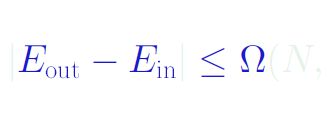 |E_out − E_in| ≤ Ω(N,